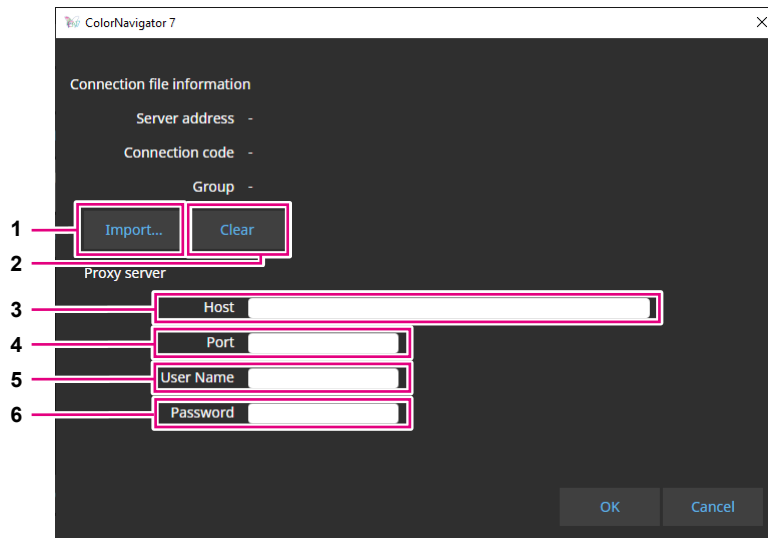 ColorNavigator 7
Connection file information
Server address -
Connection code -
Group -
1 Import... Clear
2
Proxy server
3 Host
4 Port
5 User Name
6 Password
OK Cancel